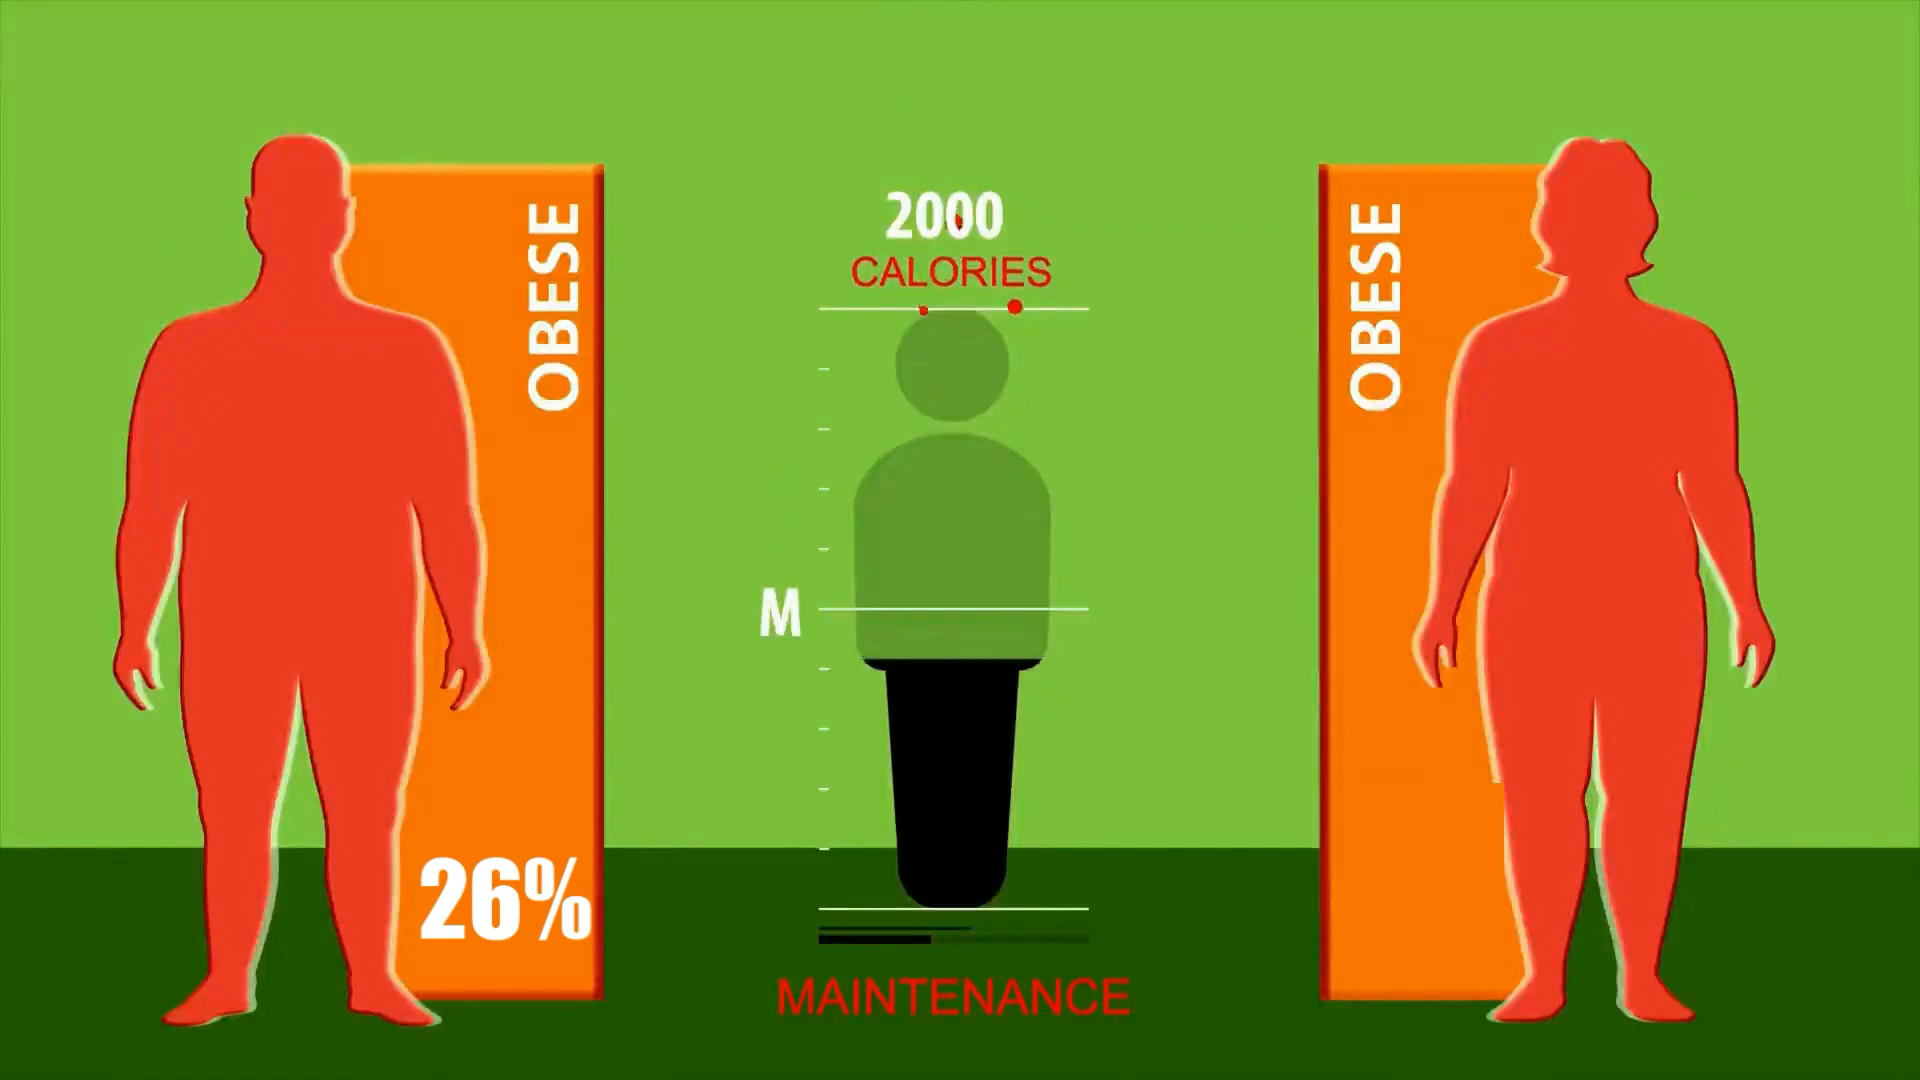 OBESE
26%
2000
CALORIES
M
MAINTENANCE
OBESE